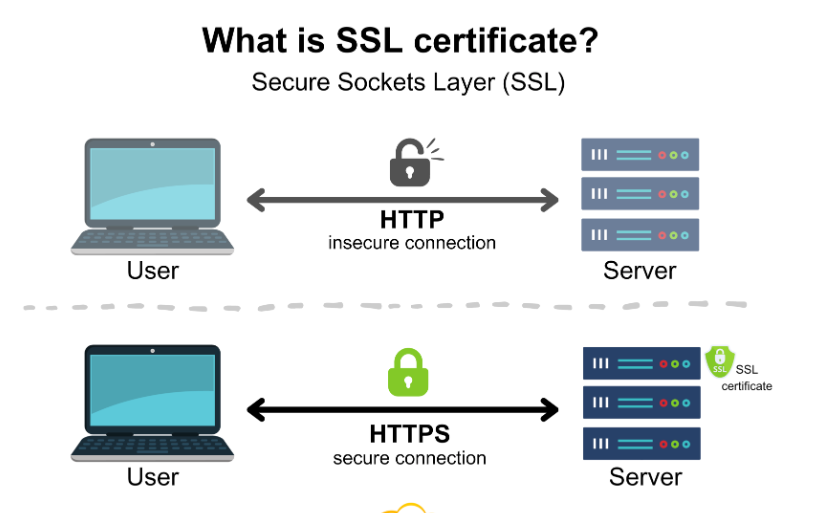 What is SSL certificate?
Secure Sockets Layer (SSL)
HTTP
insecure connection
User
Server
SSL
SSL
certificate
HTTPS
secure connection
User
Server